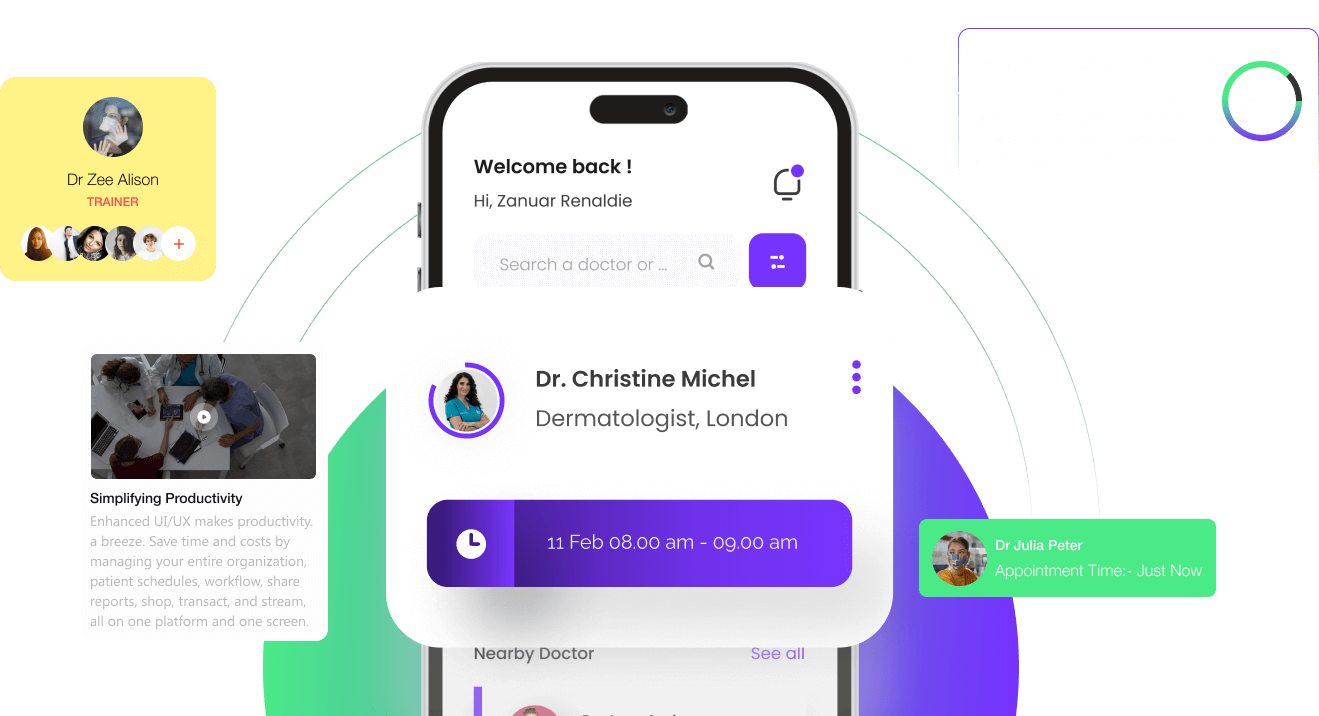 Dr Zee Alison
TRAINER
+
Welcome back !
Hi, Zanuar Renaldie
Search a doctor or ...
Dr. Christine Michel
Dermatologist, London
11 Feb 08.00 am - 09.00 am
Simplifying Productivity
Enhanced UI/UX makes productivity.
a breeze. Save time and costs by
managing your entire organization,
patient schedules, workflow, share
reports, shop, transact, and stream,
all on one platform and one screen.
Dr Julia Peter
Appointment Time:- Just Now
Nearby Doctor
See all